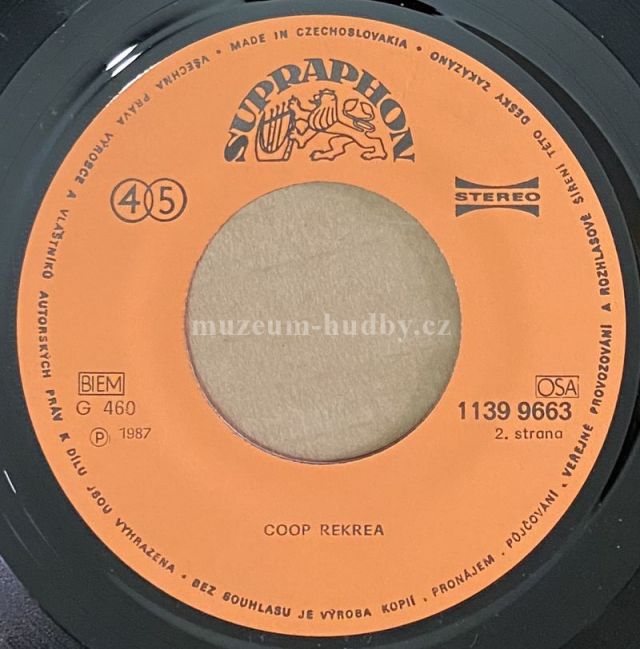 SUPRAPHON
45
STEREO
muzeum-hudby.cz
BIEM
G 460
Ⓟ 1987
OSA
1139 9663
2. strana
COOP REKREA
VŠECHNA PRÁVA VÝROBCE A VLASTNÍKŮ AUTORSKÝCH PRÁV K DÍLU JSOU VYHRAZENA • BEZ SOUHLASU JE VÝROBA KOPIÍ, PRONÁJEM, PŮJČOVÁNÍ, VEŘEJNÉ PROVOZOVÁNÍ A ROZHLASOVÉ ŠÍŘENÍ TÉTO DESKY ZAKÁZÁNO • MADE IN CZECHOSLOVAKIA •